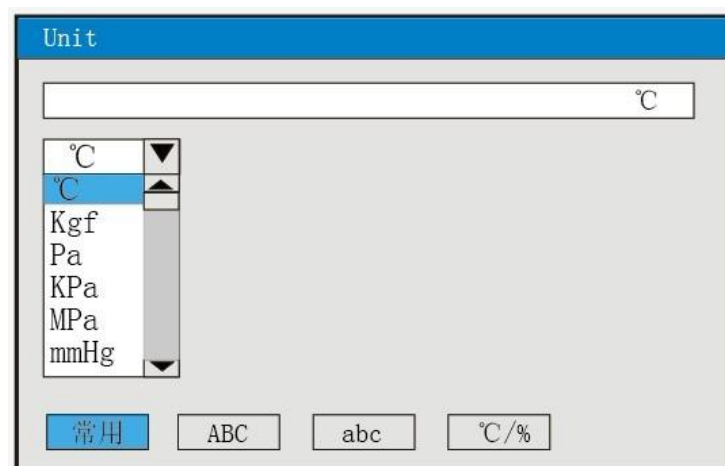 Unit
℃
℃
℃
Kgf
Pa
KPa
MPa
mmHg
常用 ABC abc ℃/%